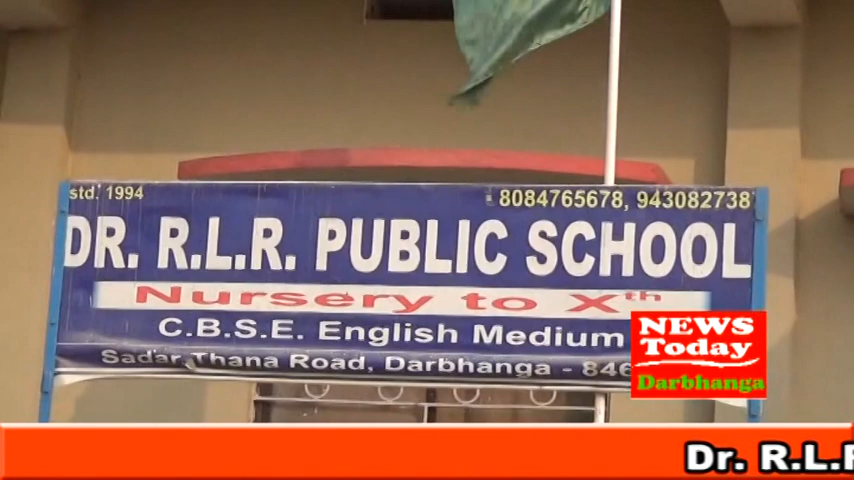 std. 1994
8084765678, 943082738
DR. R.L.R. PUBLIC SCHOOL
Nursery to Xth
C.B.S.E. English Medium
Sadar Thana Road, Darbhanga - 846
NEWS
Today
Darbhanga
Dr. R.L.R